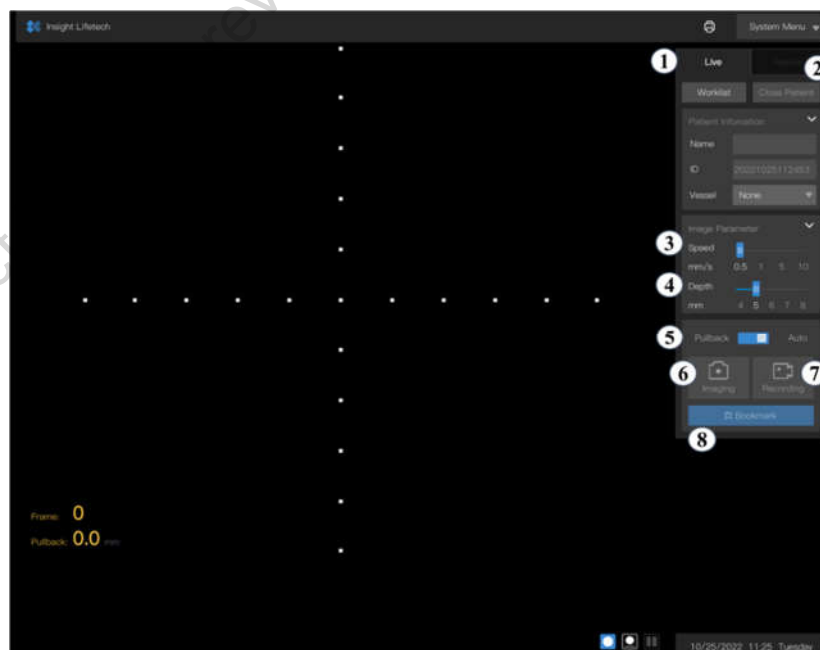 Insight Lifetech
System Menu
1
Live
2
Worklist
Close Patient
Patient Infomation
Name
ID
20221025112453
Vessel None
Image Parameter
3
Speed
mm/s 0.5 1 5 10
4
Depth
mm 4 5 6 7 8
5
Pullback Auto
6
Imaging
7
Recording
Bookmark
8
Frame: 0
Pullback: 0.0 mm
10/25/2022 11:25 Tuesday